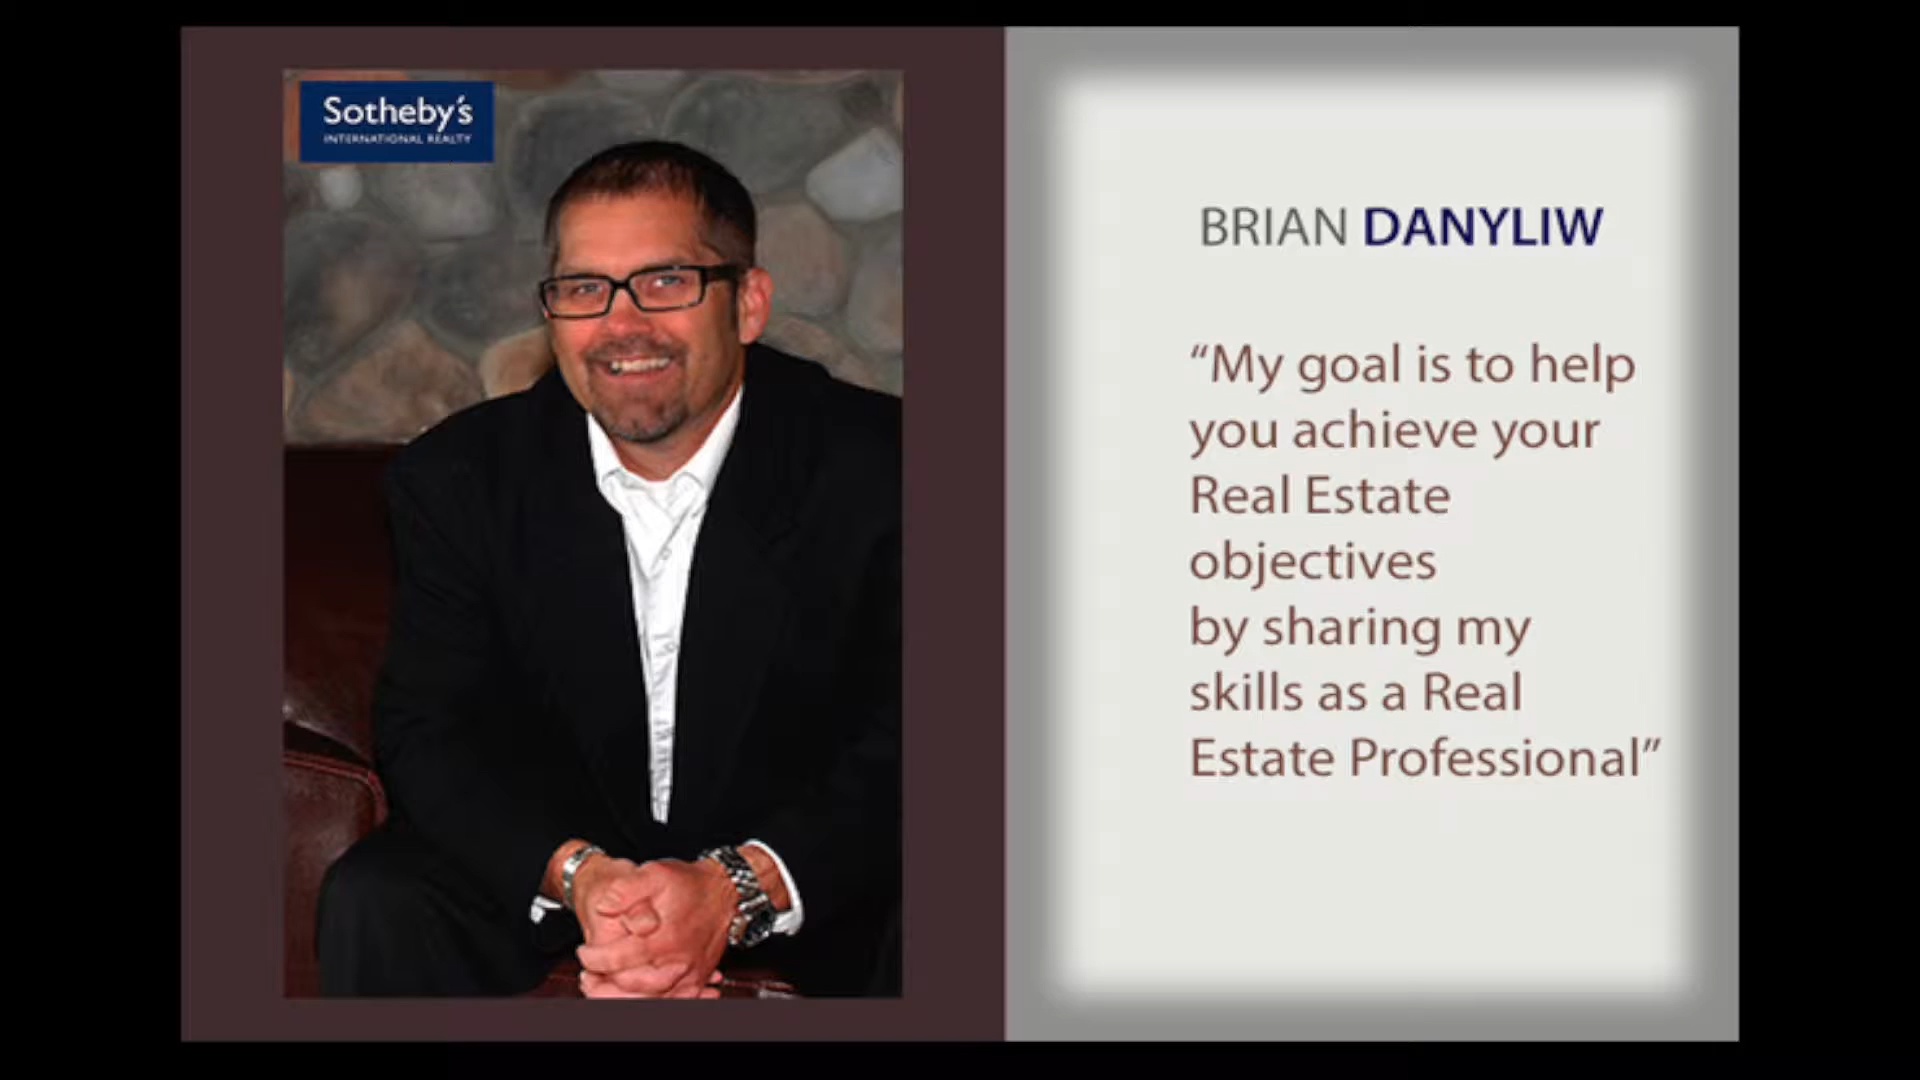 Sotheby's
INTERNATIONAL REALTY
BRIAN DANYLIW
“My goal is to help
you achieve your
Real Estate
objectives
by sharing my
skills as a Real
Estate Professional”